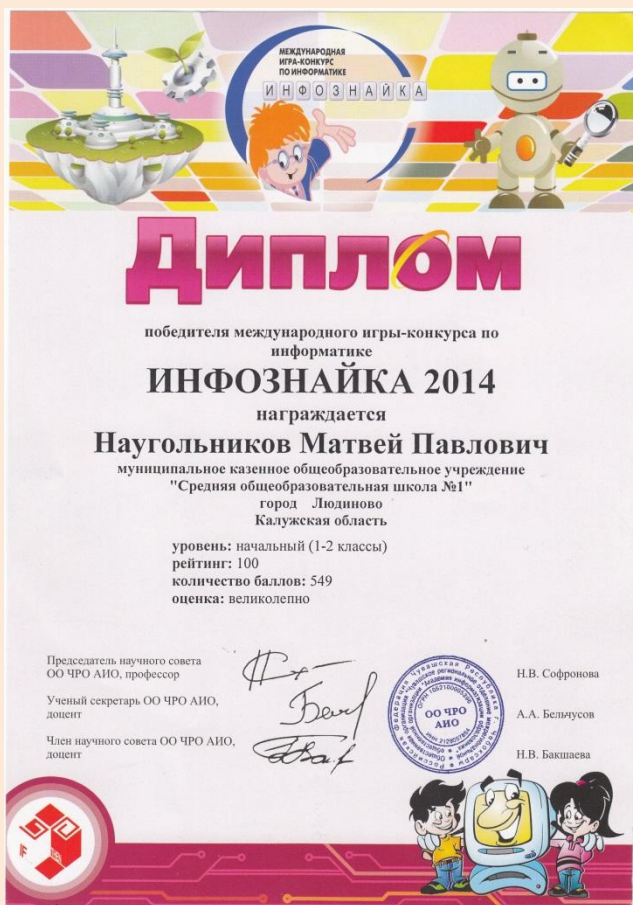 МЕЖДУНАРОДНАЯ
ИГРА-КОНКУРС
ПО ИНФОРМАТИКЕ
ИНФОЗНАЙКА
Диплом
победителя международного игры-конкурса по
информатике
ИНФОЗНАЙКА 2014
награждается
Наугольников Матвей Павлович
муниципальное казенное общеобразовательное учреждение
"Средняя общеобразовательная школа №1"
город Людиново
Калужская область
уровень: начальный (1-2 классы)
рейтинг: 100
количество баллов: 549
оценка: великолепно
Председатель научного совета
ОО ЧРО АИО, профессор
Н.В. Софронова
Ученый секретарь ОО ЧРО АИО,
доцент
А.А. Бельчусов
Член научного совета ОО ЧРО АИО,
доцент
Н.В. Бакшаева
ОО ЧРО
АИО